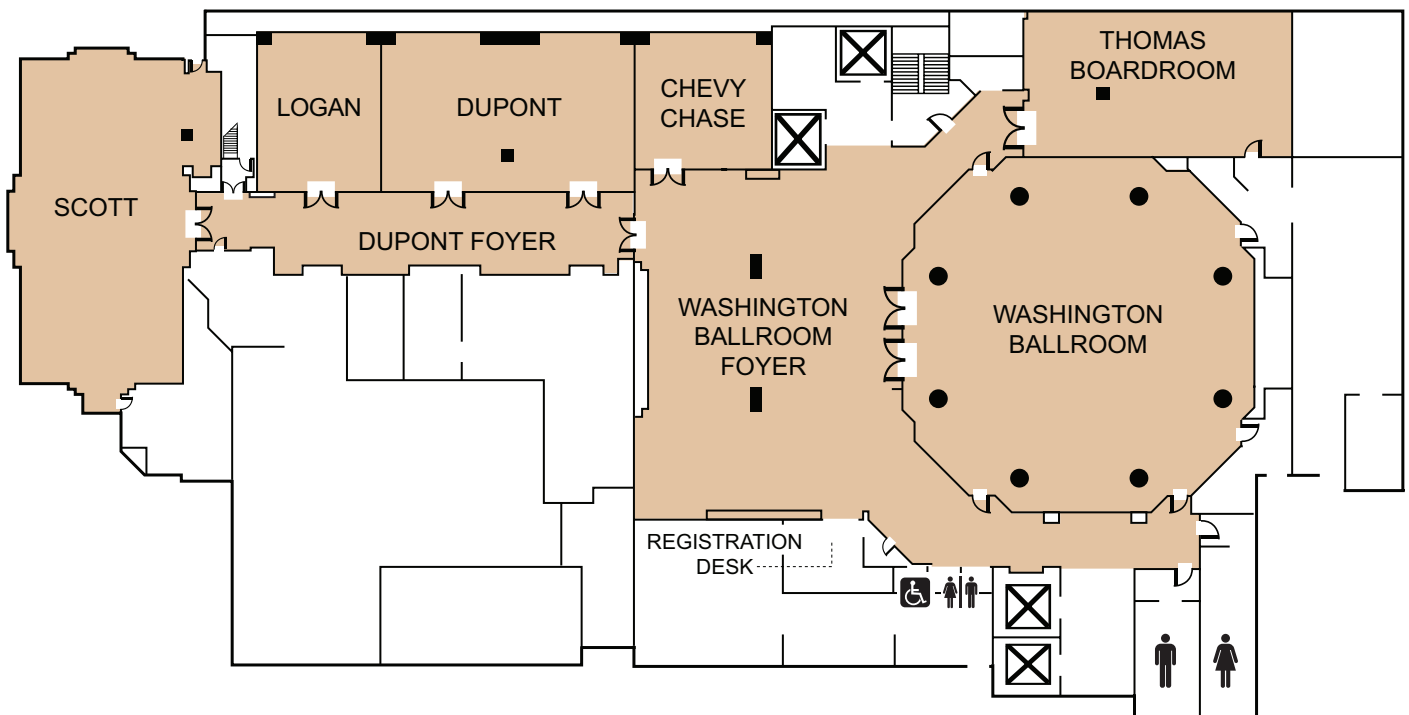 THOMAS
BOARDROOM
LOGAN
DUPONT
CHEVY
CHASE
SCOTT
DUPONT FOYER
WASHINGTON
BALLROOM
FOYER
WASHINGTON
BALLROOM
REGISTRATION
DESK